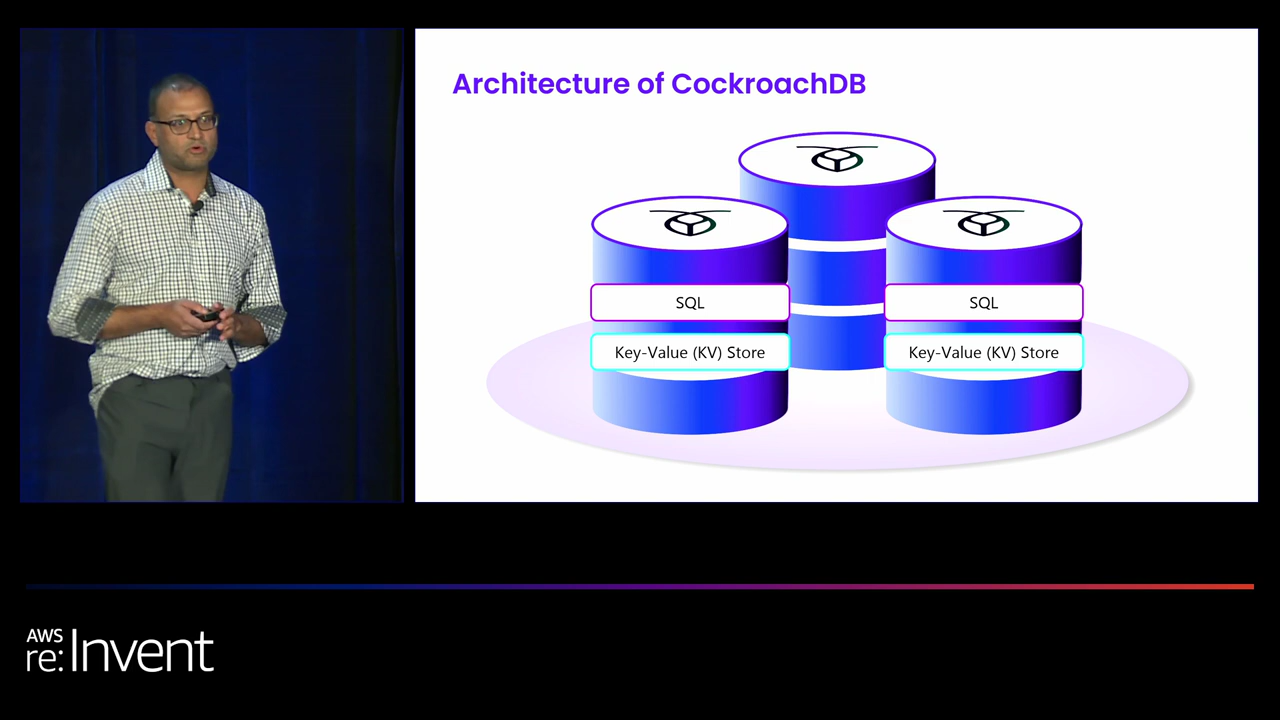 Architecture of CockroachDB
SQL
SQL
Key-Value (KV) Store
Key-Value (KV) Store
AWS
re:Invent